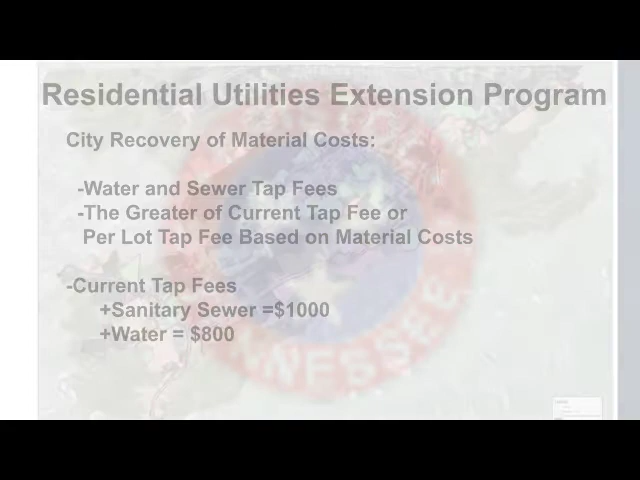 Residential Utilities Extension Program
City Recovery of Material Costs:
-Water and Sewer Tap Fees
-The Greater of Current Tap Fee or
Per Lot Tap Fee Based on Material Costs
-Current Tap Fees
+Sanitary Sewer =$1000
+Water = $800
NNESSEE